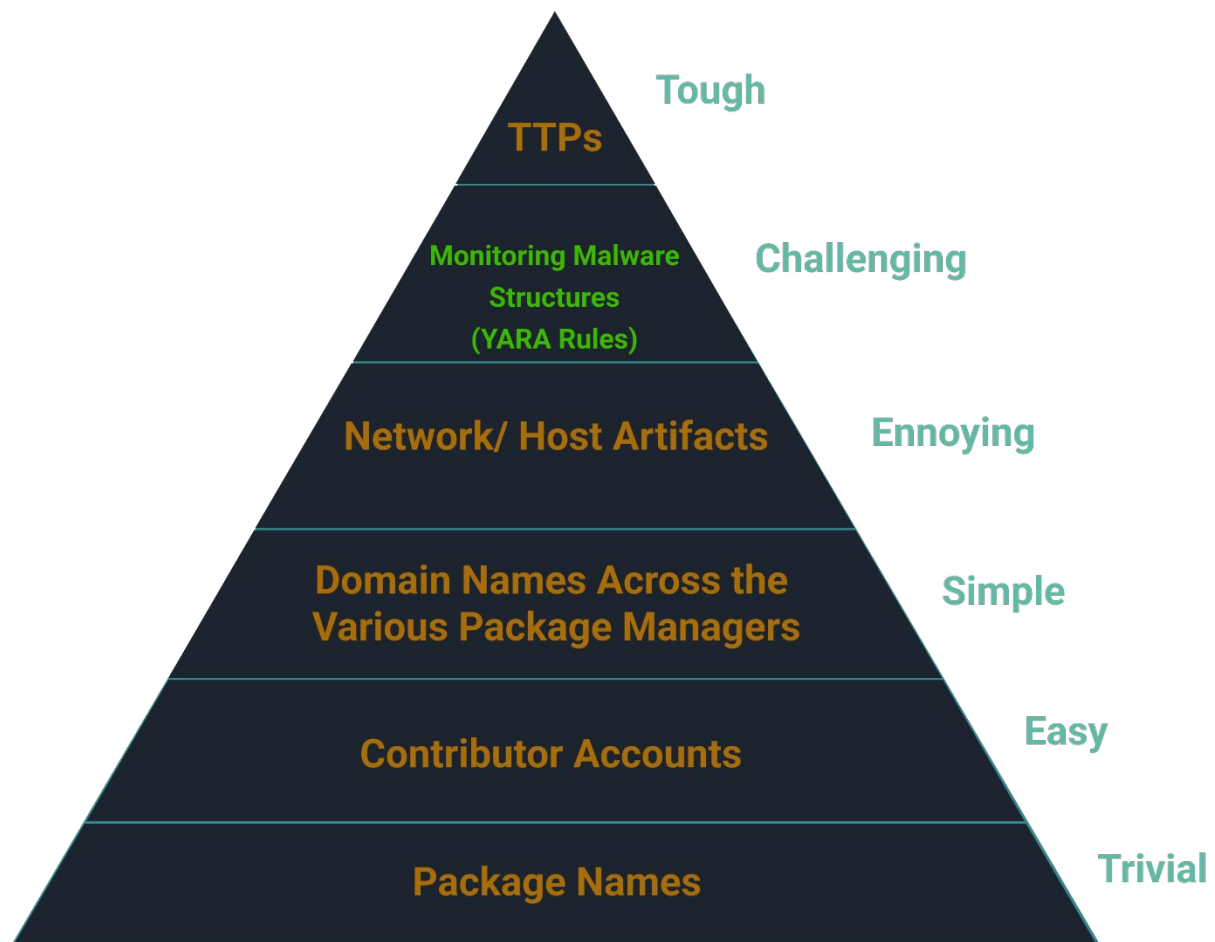 Tough
TTPs
Monitoring Malware
Structures
(YARA Rules)
Challenging
Network/ Host Artifacts
Ennoying
Domain Names Across the
Various Package Managers
Simple
Contributor Accounts
Easy
Package Names
Trivial